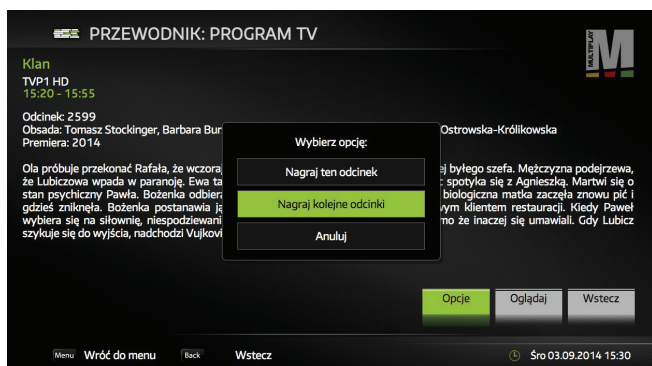 PRZEWODNIK: PROGRAM TV
MULTIPLAY
M
Klan
TVP1 HD
15:20 - 15:55
Odcinek: 2599
Obsada: Tomasz Stockinger, Barbara Bur Ostrowska-Królikowska
Premiera: 2014
Ola próbuje przekonać Rafała, że wczoraj ej byłego szefa. Mężczyzna podejrzewa,
że Lubiczowa wpada w paranoję. Ewa ta spotyka się z Agnieszką. Martwi się o
stan psychiczny Pawła. Bożenka odbiera biologiczna matka zaczęła znowu pić i
gdzieś zniknęła. Bożenka postanawia ją wym klientem restauracji. Kiedy Paweł
wybiera się na siłownię, niespodziewani mo że inaczej się umawiali. Gdy Lubicz
szykuje się do wyjścia, nadchodzi Vujkovi
Wybierz opcję:
Nagraj ten odcinek
Nagraj kolejne odcinki
Anuluj
Opcje Oglądaj Wstecz
Menu Wróć do menu Back Wstecz Śro 03.09.2014 15:30